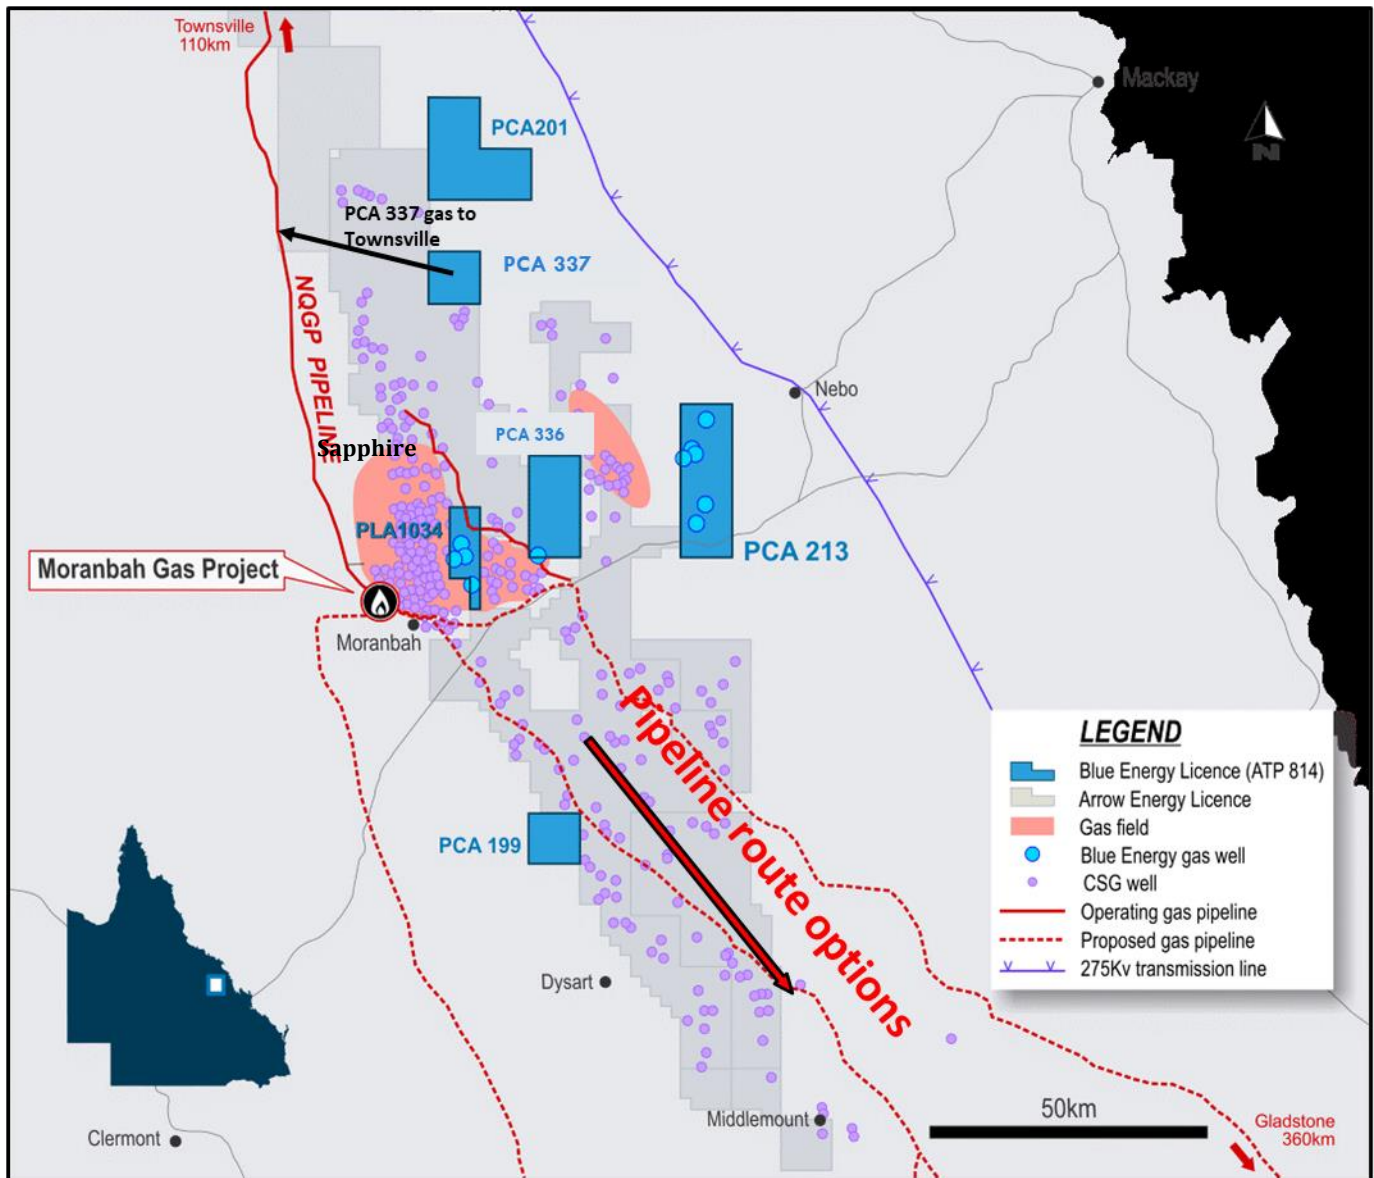 Townsville
110km
Mackay
PCA201
N
PCA 337 gas to
Townsville
PCA 337
NQGP PIPELINE
Nebo
PCA 336
Sapphire
PLA1034
PCA 213
Moranbah Gas Project
Moranbah
Pipeline route options
LEGEND
Blue Energy Licence (ATP 814)
Arrow Energy Licence
Gas field
Blue Energy gas well
CSG well
Operating gas pipeline
Proposed gas pipeline
275Kv transmission line
PCA 199
Dysart
Middlemount
50km
Clermont
Gladstone
360km